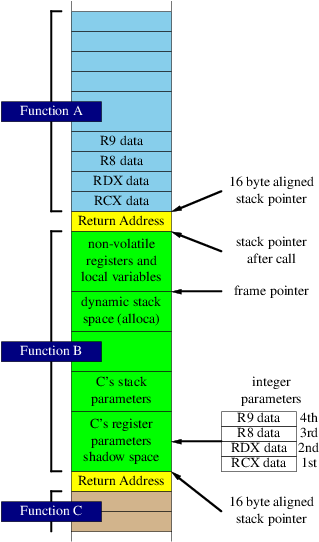 Function A
R9 data
R8 data
RDX data
RCX data
16 byte aligned
stack pointer
Return Address
non-volatile
registers and
local variables
stack pointer
after call
dynamic stack
space (alloca)
frame pointer
Function B
C's stack
parameters
C's register
parameters
shadow space
integer
parameters
R9 data 4th
R8 data 3rd
RDX data 2nd
RCX data 1st
Return Address
16 byte aligned
stack pointer
Function C